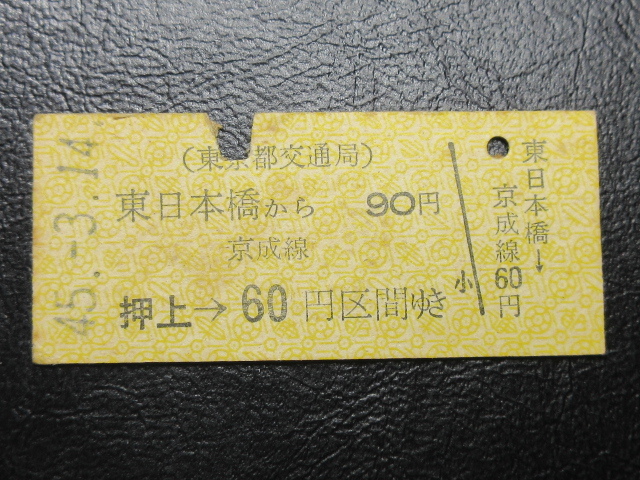 45.-3.14
(東京都交通局)
東日本橋から 90円
京成線
押上→60円区間ゆき
小
東日本橋→
京成線60円